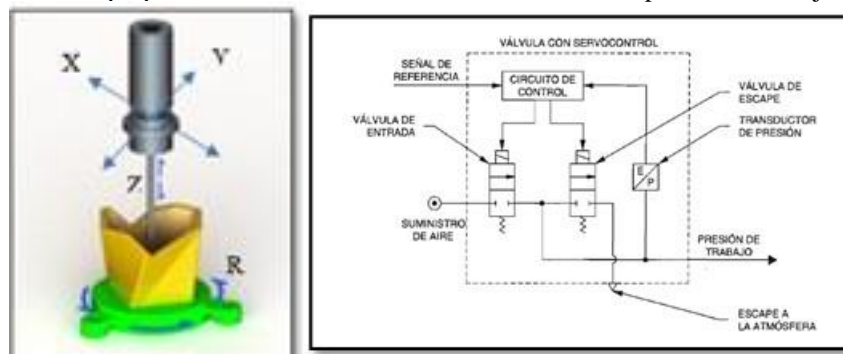 X
V
Z
R
VÁLVULA CON SERVOCONTROL
SEÑAL DE
REFERENCIA
CIRCUITO DE
CONTROL
VÁLVULA DE
ESCAPE
VÁLVULA DE
ENTRADA
TRANSDUCTOR
DE PRESIÓN
E
P
SUMINISTRO
DE AIRE
PRESIÓN DE
TRABAJO
ESCAPE A
LA ATMÓSFERA